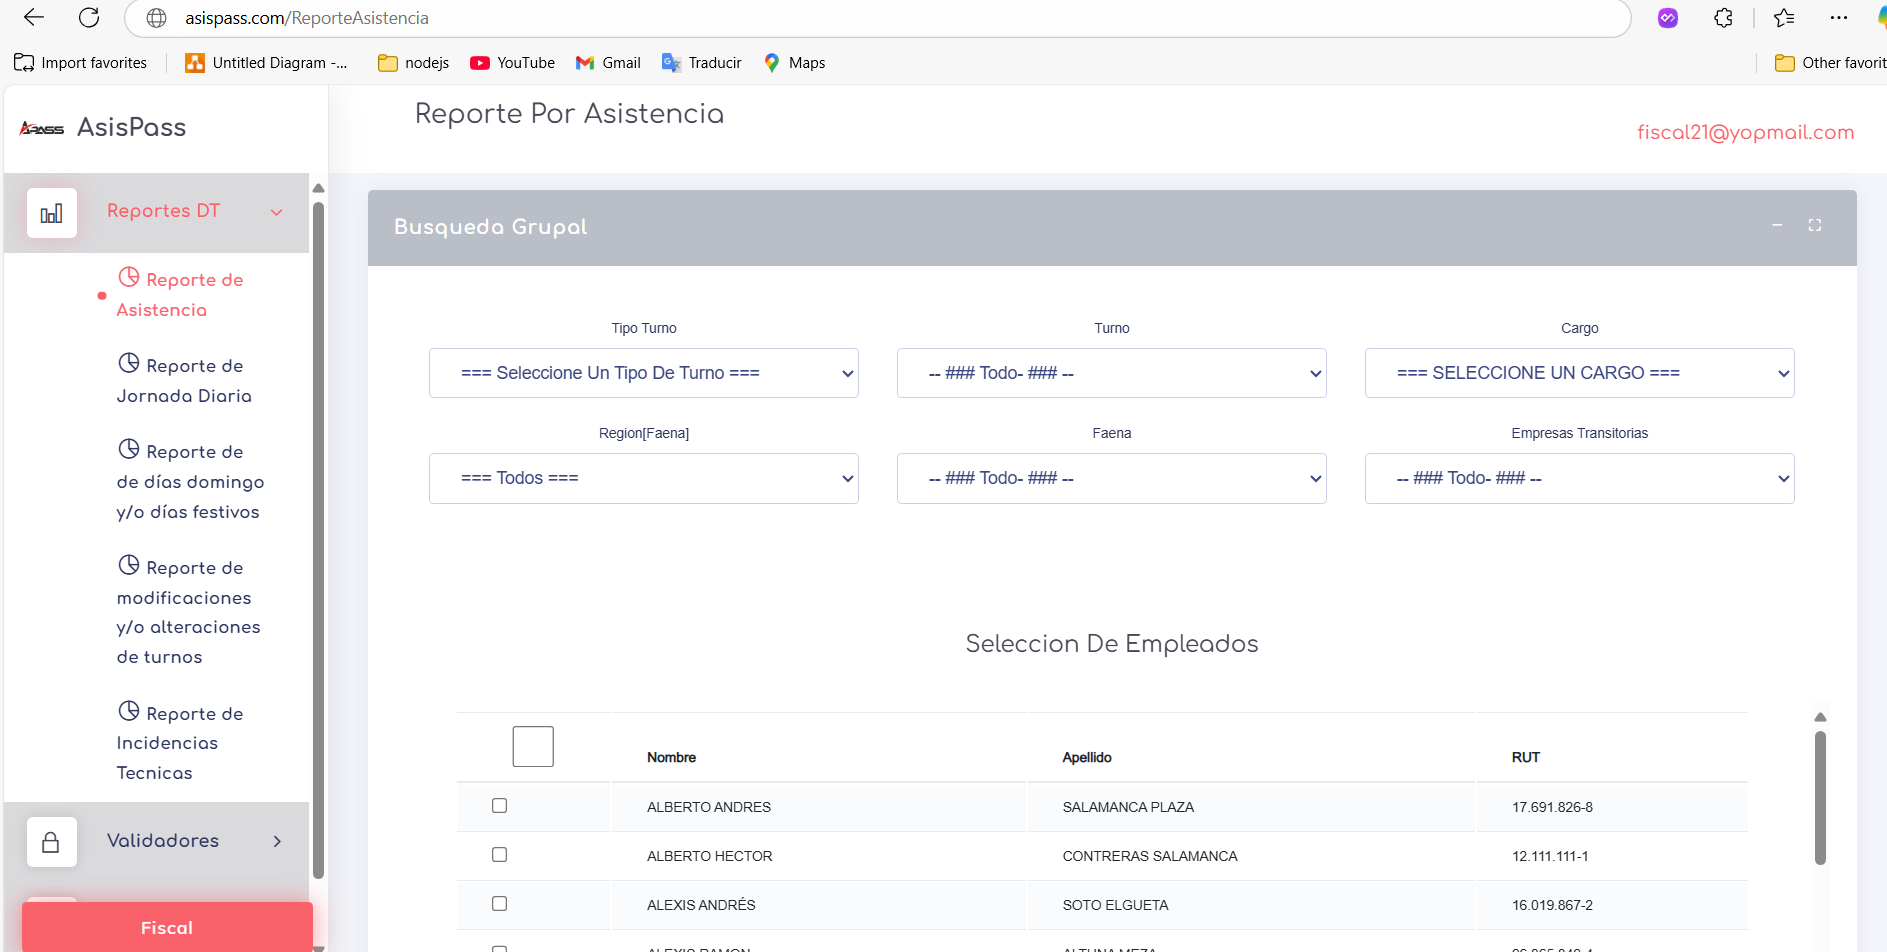 asispass.com/ReporteAsistencia
Import favorites
Untitled Diagram -...
nodejs
YouTube
Gmail
Traducir
Maps
Other favorit
APASS AsisPass
Reporte Por Asistencia
fiscal21@yopmail.com
Reportes DT
Reporte de
Asistencia
Reporte de
Jornada Diaria
Reporte de
de días domingo
y/o días festivos
Reporte de
modificaciones
y/o alteraciones
de turnos
Reporte de
Incidencias
Tecnicas
Validadores
Fiscal
Busqueda Grupal
Tipo Turno
Turno
Cargo
=== Seleccione Un Tipo De Turno ===
-- ### Todo- ### --
=== SELECCIONE UN CARGO ===
Region[Faena]
Faena
Empresas Transitorias
=== Todos ===
-- ### Todo- ### --
-- ### Todo- ### --
Seleccion De Empleados
Nombre Apellido RUT
ALBERTO ANDRES SALAMANCA PLAZA 17.691.826-8
ALBERTO HECTOR CONTRERAS SALAMANCA 12.111.111-1
ALEXIS ANDRÉS SOTO ELGUETA 16.019.867-2